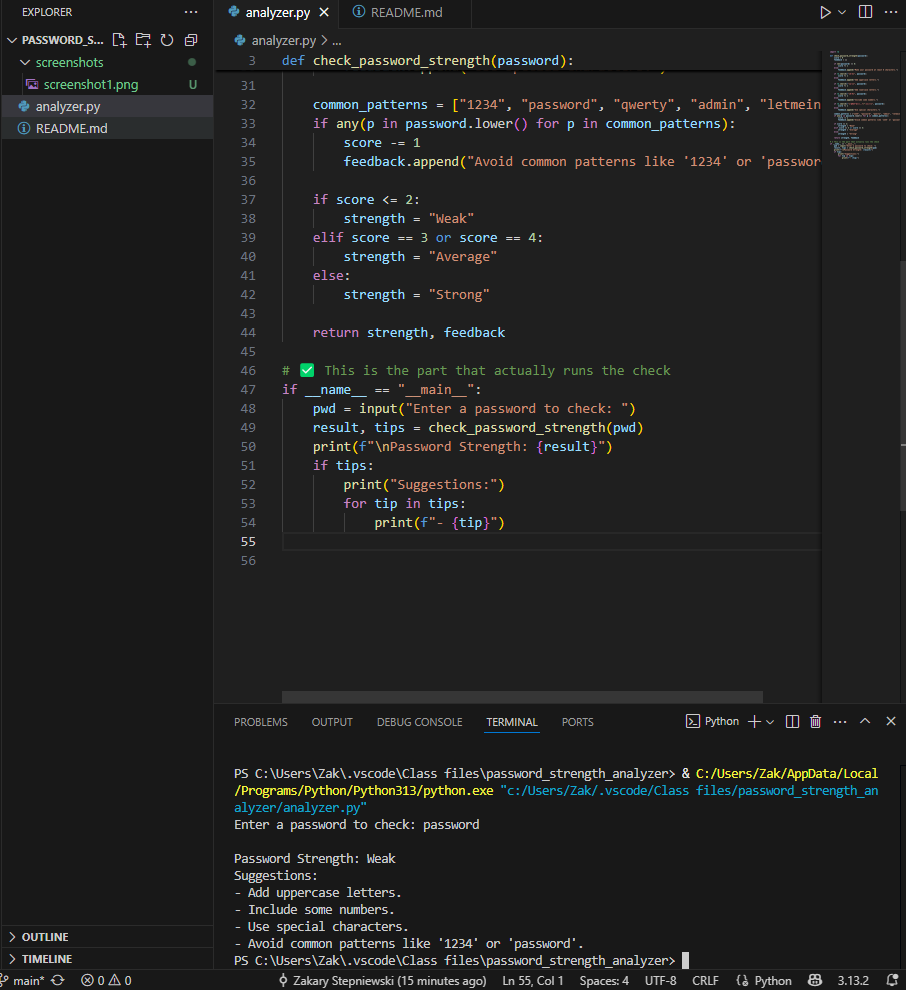 EXPLORER ···
analyzer.py ×
README.md
PASSWORD_S...
screenshots
screenshot1.png U
analyzer.py
README.md
analyzer.py > ...
3 def check_password_strength(password):
31
32 common_patterns = ["1234", "password", "qwerty", "admin", "letmein
33 if any(p in password.lower() for p in common_patterns):
34 score -= 1
35 feedback.append("Avoid common patterns like '1234' or 'passwor
36
37 if score <= 2:
38 strength = "Weak"
39 elif score == 3 or score == 4:
40 strength = "Average"
41 else:
42 strength = "Strong"
43
44 return strength, feedback
45
46 # ✅ This is the part that actually runs the check
47 if __name__ == "__main__":
48 pwd = input("Enter a password to check: ")
49 result, tips = check_password_strength(pwd)
50 print(f"\nPassword Strength: {result}")
51 if tips:
52 print("Suggestions:")
53 for tip in tips:
54 print(f"- {tip}")
55
56
PROBLEMS OUTPUT DEBUG CONSOLE TERMINAL PORTS
Python
PS C:\Users\Zak\.vscode\Class files\password_strength_analyzer> & C:/Users/Zak/AppData/Local
/Programs/Python/Python313/python.exe "c:/Users/Zak/.vscode/Class files/password_strength_an
alyzer/analyzer.py"
Enter a password to check: password
Password Strength: Weak
Suggestions:
- Add uppercase letters.
- Include some numbers.
- Use special characters.
- Avoid common patterns like '1234' or 'password'.
PS C:\Users\Zak\.vscode\Class files\password_strength_analyzer>
OUTLINE
TIMELINE
main* 0 0 Zakary Stepniewski (15 minutes ago) Ln 55, Col 1 Spaces: 4 UTF-8 CRLF {} Python 3.13.2